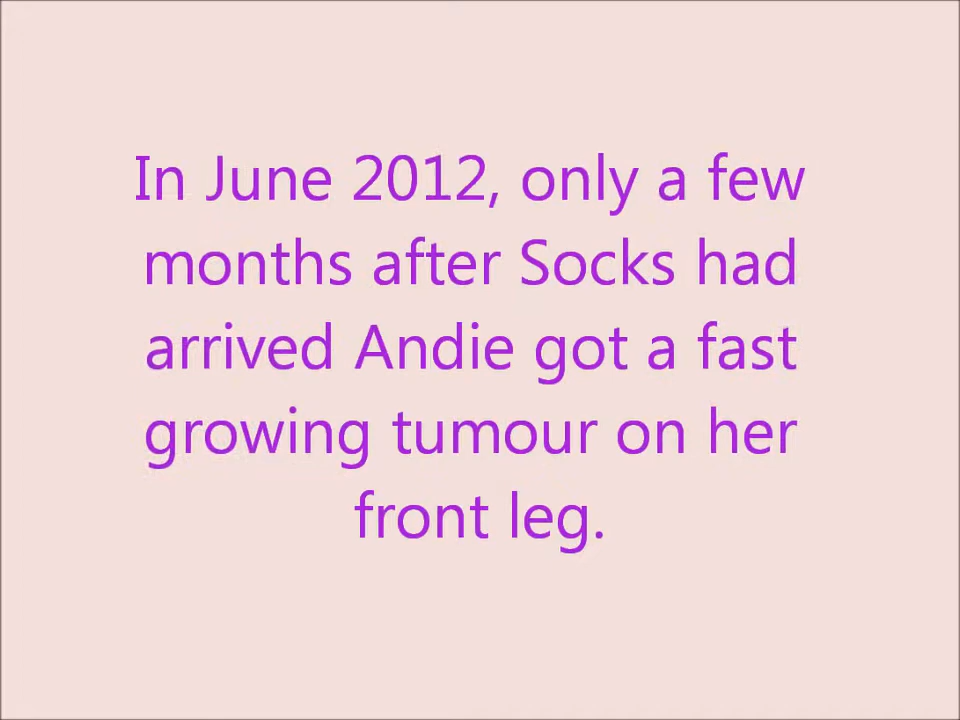 In June 2012, only a few
months after Socks had
arrived Andie got a fast
growing tumour on her
front leg.